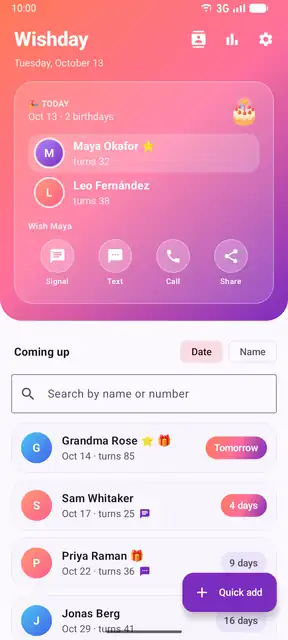 10:00
3G
Wishday
Tuesday, October 13
🎉 TODAY
Oct 13 · 2 birthdays
M
Maya Okafor ⭐
turns 32
L
Leo Fernández
turns 38
Wish Maya
Signal
Text
Call
Share
Coming up
Date
Name
Search by name or number
G
Grandma Rose ⭐ 🎁
Oct 14 · turns 85
Tomorrow
S
Sam Whitaker
Oct 17 · turns 25
4 days
P
Priya Raman 🎁
Oct 22 · turns 36
9 days
Quick add
J
Jonas Berg
Oct 29 · turns 41
16 days